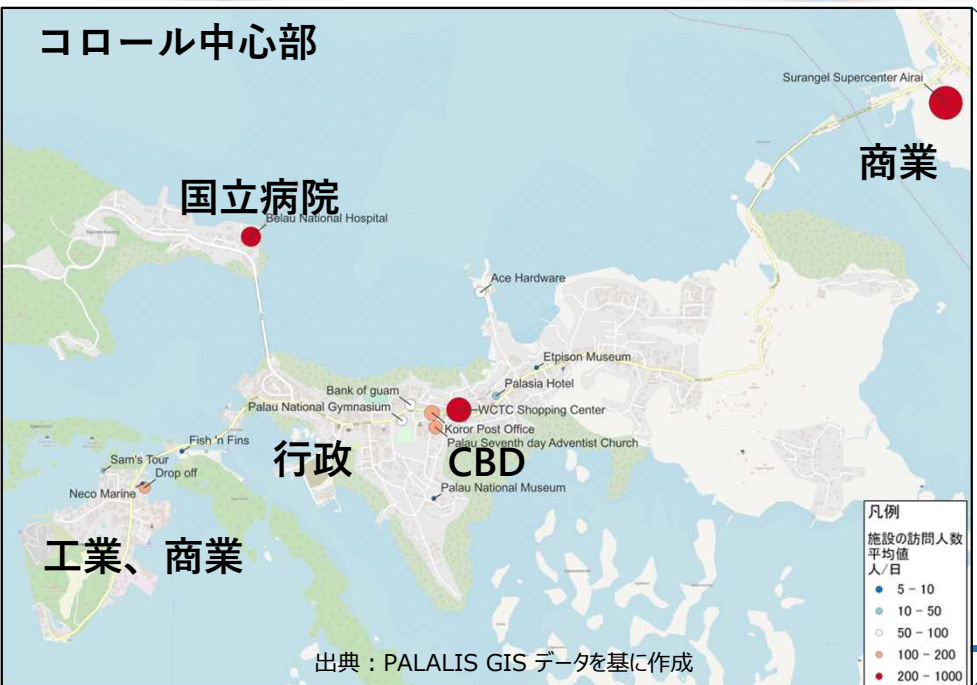 コロール中心部
Surangel Supercenter Airai
商業
国立病院
Belau National Hospital
Ace Hardware
Etpison Museum
Palasia Hotel
Bank of guam
WCTC Shopping Center
Palau National Gymnasium
Koror Post Office
Palau Seventh day Adventist Church
Fish 'n Fins
行政
CBD
Sam's Tour
Drop off
Neco Marine
Palau National Museum
工業、商業
凡例
施設の訪問人数
平均値
人/日
5 - 10
10 - 50
50 - 100
100 - 200
200 - 1000
出典：PALALIS GIS データを基に作成